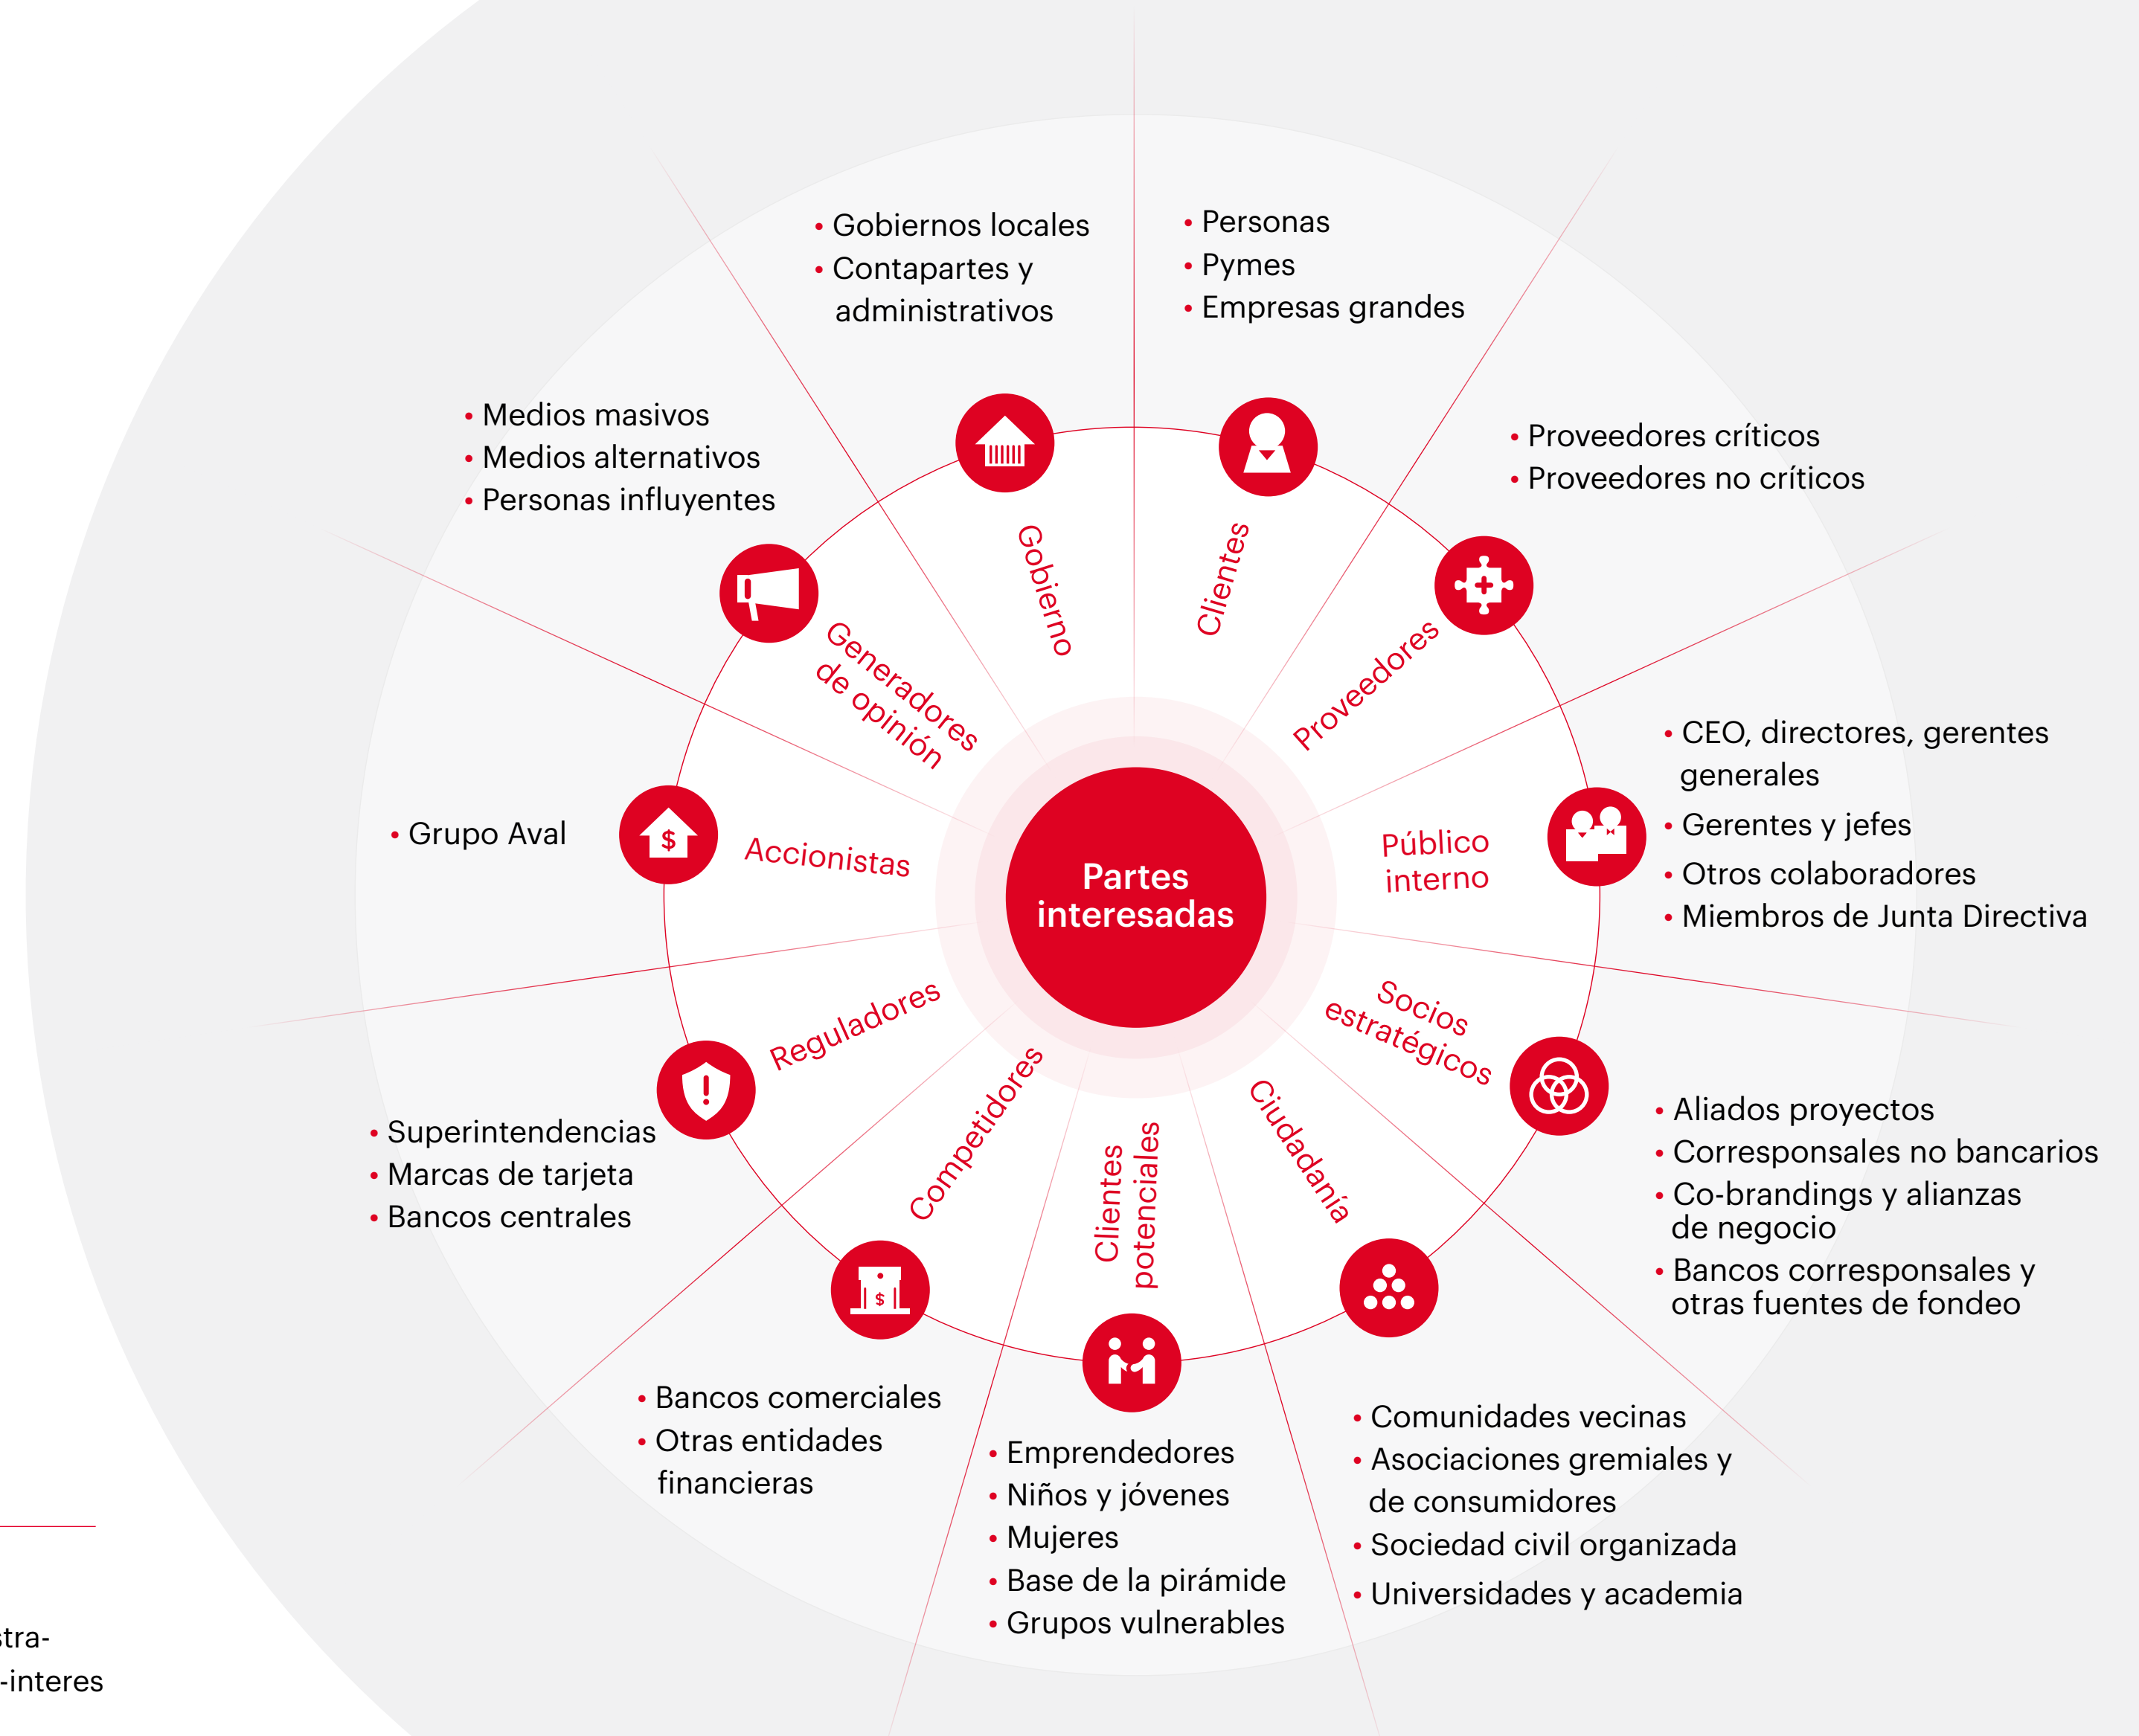 Partes
interesadas
Clientes
• Personas
• Pymes
• Empresas grandes
Proveedores
• Proveedores críticos
• Proveedores no críticos
Público
interno
• CEO, directores, gerentes
generales
• Gerentes y jefes
• Otros colaboradores
• Miembros de Junta Directiva
Socios
estratégicos
• Aliados proyectos
• Corresponsales no bancarios
• Co-brandings y alianzas
de negocio
• Bancos corresponsales y
otras fuentes de fondeo
Ciudadanía
• Comunidades vecinas
• Asociaciones gremiales y
de consumidores
• Sociedad civil organizada
• Universidades y academia
Clientes
potenciales
• Emprendedores
• Niños y jóvenes
• Mujeres
• Base de la pirámide
• Grupos vulnerables
Competidores
• Bancos comerciales
• Otras entidades
financieras
Reguladores
• Superintendencias
• Marcas de tarjeta
• Bancos centrales
Accionistas
• Grupo Aval
Generadores
de opinión
• Medios masivos
• Medios alternativos
• Personas influyentes
Gobierno
• Gobiernos locales
• Contapartes y
administrativos
$
$
stra-
-interes